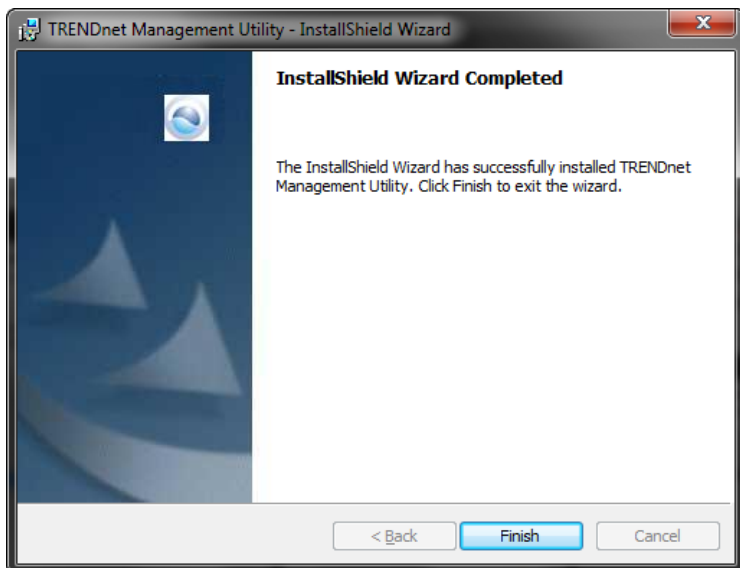 TRENDnet Management Utility - InstallShield Wizard
InstallShield Wizard Completed
The InstallShield Wizard has successfully installed TRENDnet
Management Utility. Click Finish to exit the wizard.
< Back
Finish
Cancel